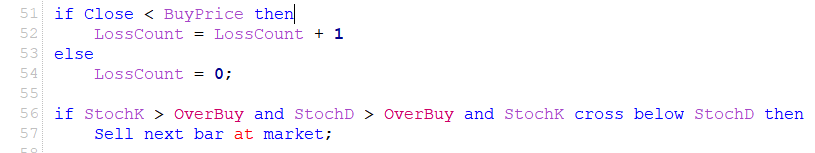 51 if Close < BuyPrice then
52     LossCount = LossCount + 1
53 else
54     LossCount = 0;
55
56 if StochK > OverBuy and StochD > OverBuy and StochK cross below StochD then
57     Sell next bar at market;